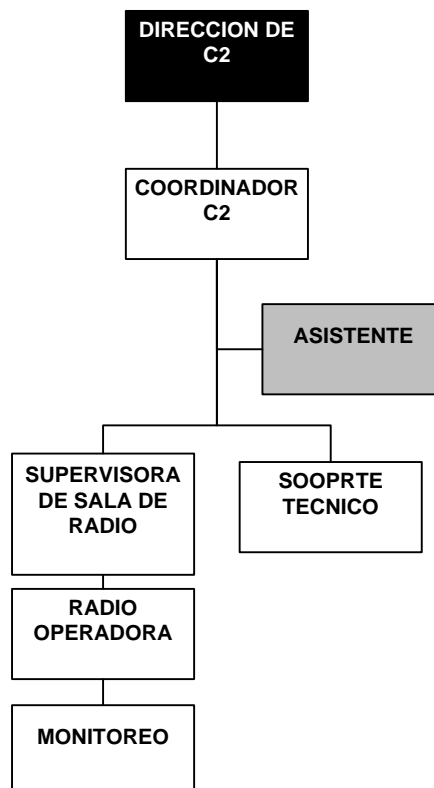 DIRECCION DE
C2
COORDINADOR
C2
ASISTENTE
SUPERVISORA
DE SALA DE
RADIO
SOOPRTE
TECNICO
RADIO
OPERADORA
MONITOREO